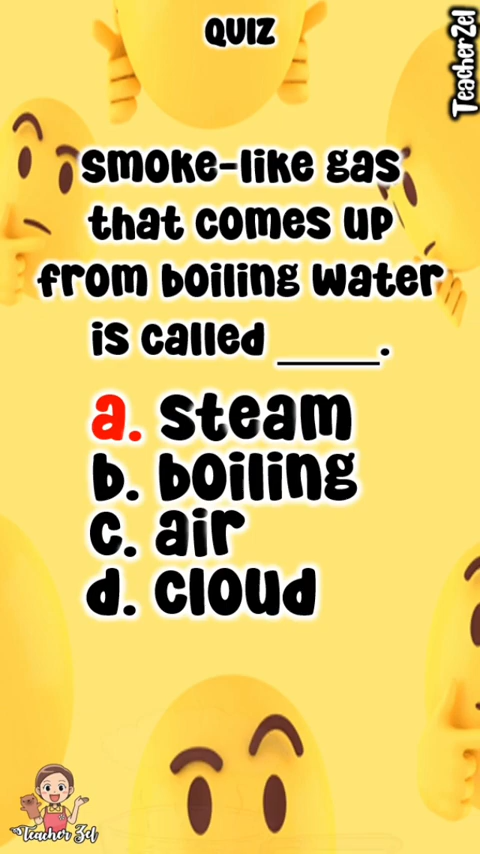 QUIZ
TeacherZel
smoke-like gas
that comes up
from boiling water
is called _____.
a. steam
b. boiling
c. air
d. cloud
Teacher Zel